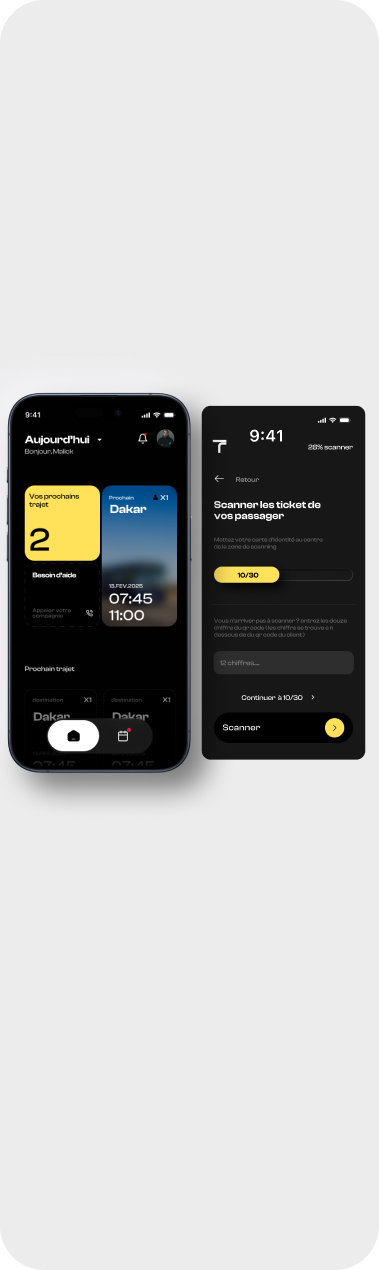 9:41
Aujourd'hui
Bonjour, Malick
Vos prochains
trajet
2
Besoin d'aide
Appeler votre
compagnie
Prochain
X1
Dakar
18.FEV.2025
07:45
11:00
Prochain trajet
destination
X1
Dakar
07:45
destination
X1
Dakar
07:45
9:41
28% scanner
Retour
Scanner les ticket de
vos passager
Mettez votre carte d'identité au centre
de la zone de scanning
10/30
Vous n'arriver pas à scanner ? entrez les douze
chiffre du qr code ( les chiffre se trouve en
dessous de du qr code du client )
12 chiffres...
Continuer à 10/30
Scanner